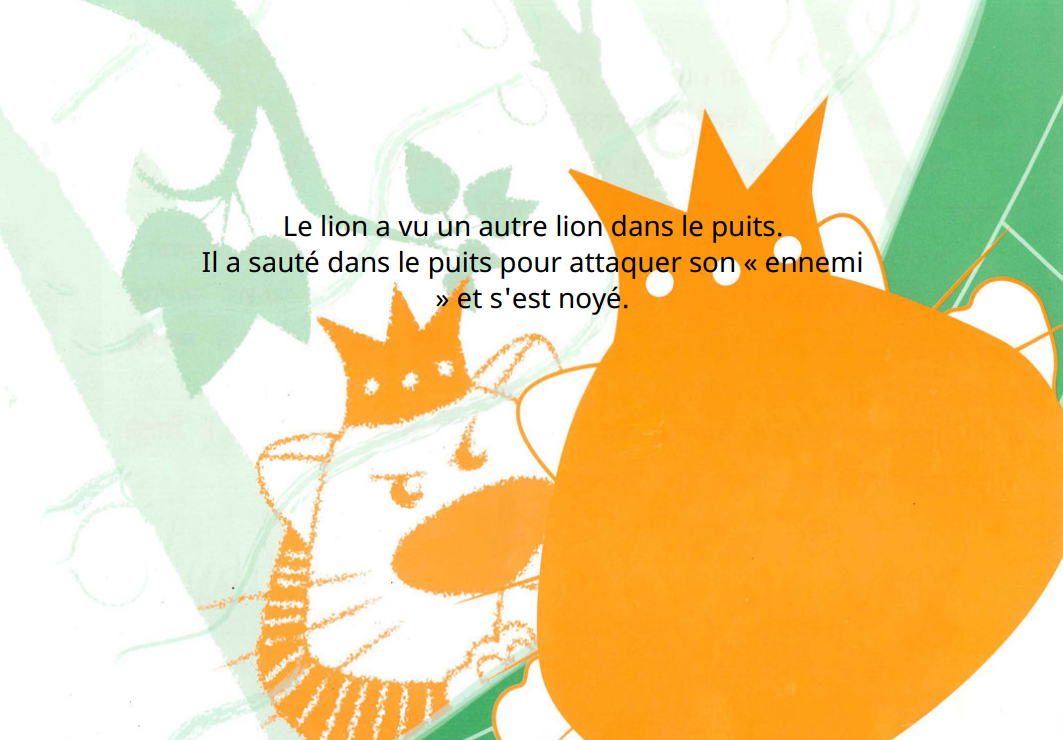 Le lion a vu un autre lion dans le puits.
Il a sauté dans le puits pour attaquer son « ennemi
» et s'est noyé.